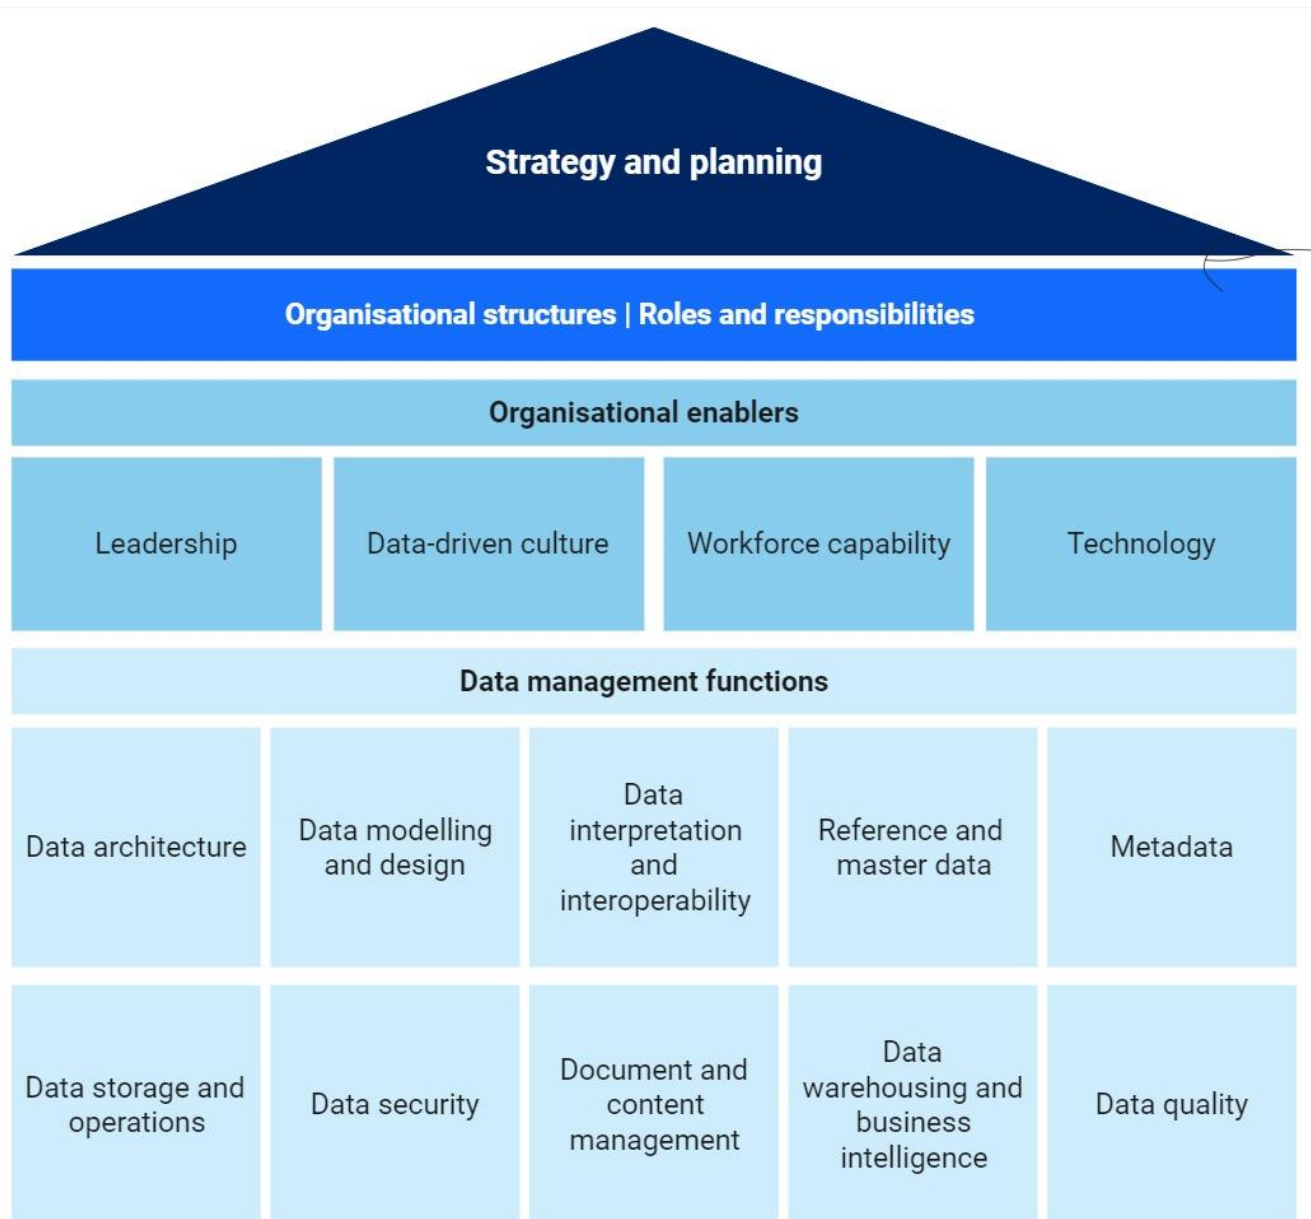 Strategy and planning
Organisational structures | Roles and responsibilities
Organisational enablers
Leadership
Data-driven culture
Workforce capability
Technology
Data management functions
Data architecture
Data modelling
and design
Data
interpretation
and
interoperability
Reference and
master data
Metadata
Data storage and
operations
Data security
Document and
content
management
Data
warehousing and
business
intelligence
Data quality